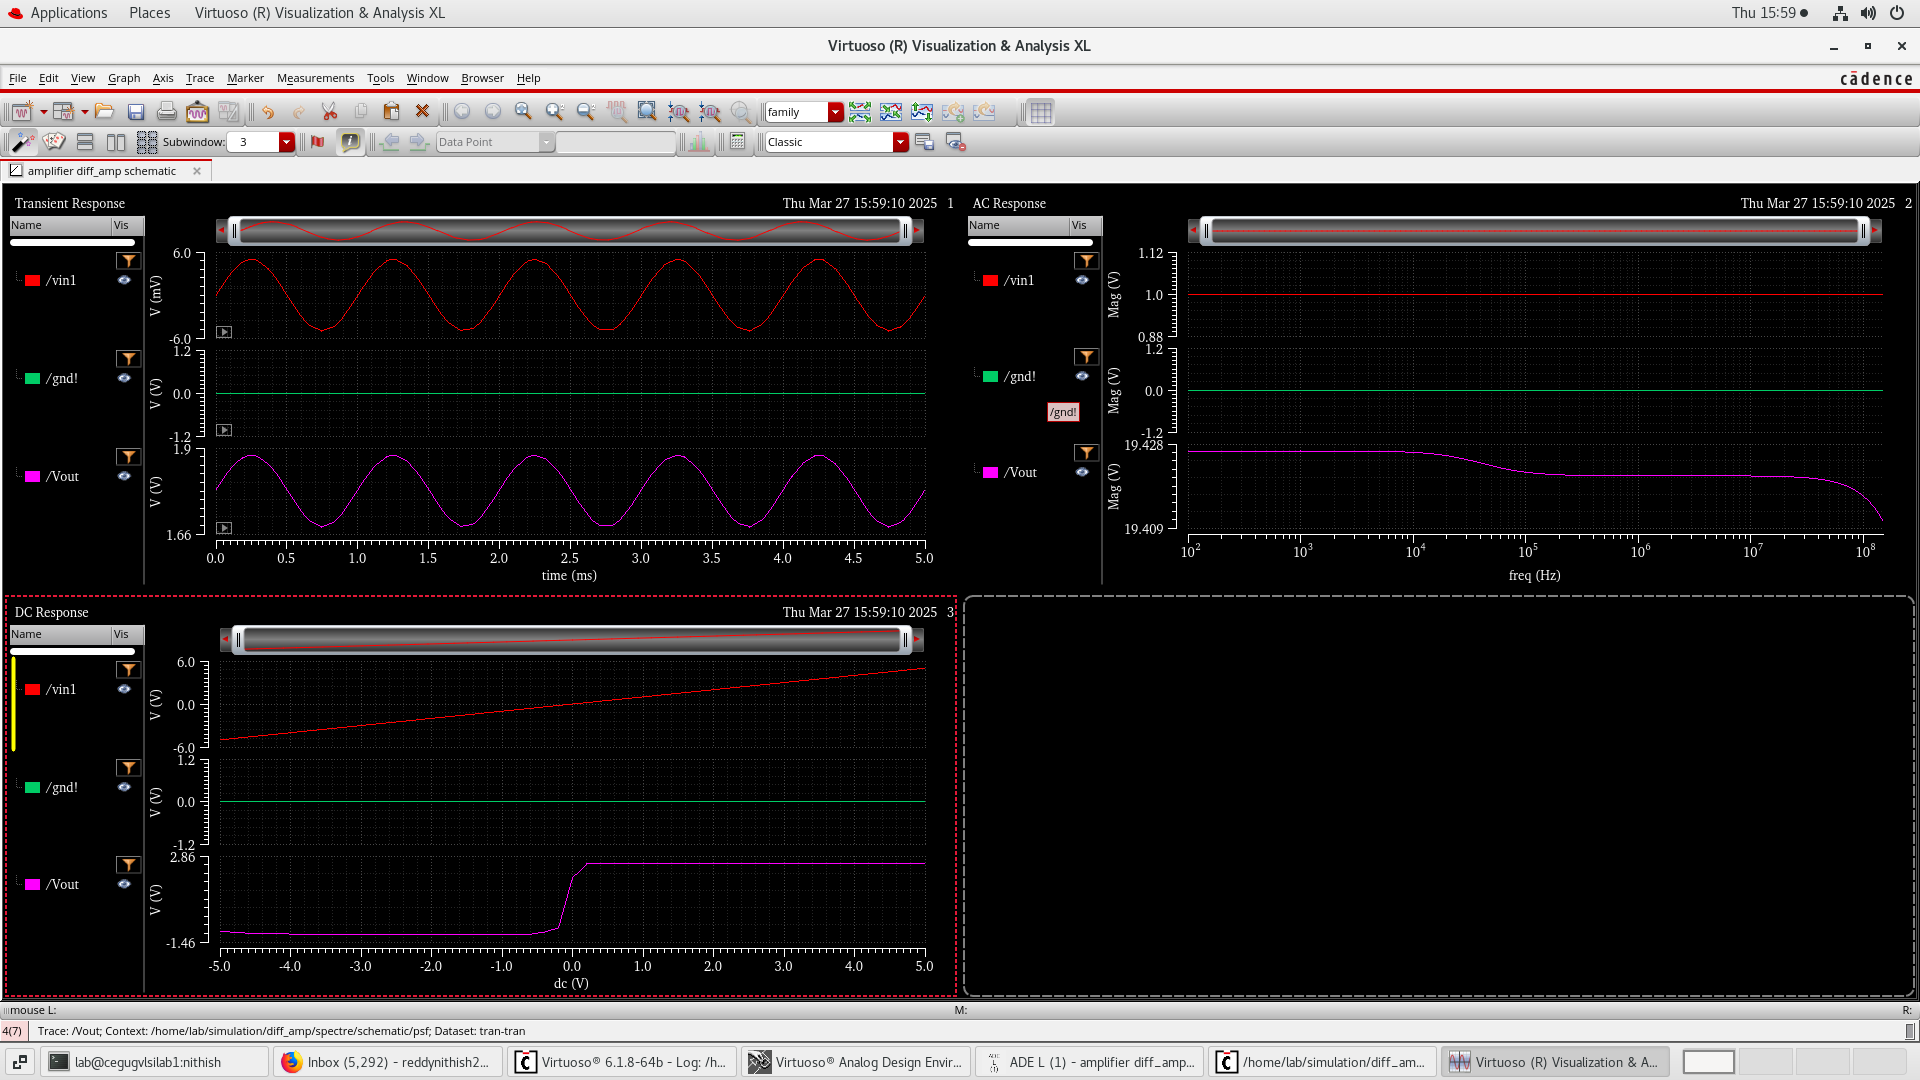 Applications Places Virtuoso (R) Visualization & Analysis XL Thu 15:59
Virtuoso (R) Visualization & Analysis XL
File Edit View Graph Axis Trace Marker Measurements Tools Window Browser Help cādence
family
Subwindow: 3 Data Point Classic
amplifier diff_amp schematic
Transient Response Thu Mar 27 15:59:10 2025 1
Name Vis
6.0
/vin1
V (mV)
-6.0
1.2
/gnd!
V (V)
0.0
-1.2
1.9
/Vout
V (V)
1.66
0.0 0.5 1.0 1.5 2.0 2.5 3.0 3.5 4.0 4.5 5.0
time (ms)
AC Response Thu Mar 27 15:59:10 2025 2
Name Vis
1.12
/vin1
Mag (V)
1.0
0.88
1.2
/gnd!
Mag (V)
0.0
/gnd!
-1.2
19.428
/Vout
Mag (V)
19.409
10^2 10^3 10^4 10^5 10^6 10^7 10^8
freq (Hz)
DC Response Thu Mar 27 15:59:10 2025 3
Name Vis
6.0
/vin1
V (V)
0.0
-6.0
1.2
/gnd!
V (V)
0.0
-1.2
2.86
/Vout
V (V)
-1.46
-5.0 -4.0 -3.0 -2.0 -1.0 0.0 1.0 2.0 3.0 4.0 5.0
dc (V)
mouse L: M: R:
4(7) Trace: /Vout; Context: /home/lab/simulation/diff_amp/spectre/schematic/psf; Dataset: tran-tran
lab@cegugvlsilab1:nithish Inbox (5,292) - reddynithish2... Virtuoso® 6.1.8-64b - Log: /h... Virtuoso® Analog Design Envir... ADE L (1) - amplifier diff_amp... /home/lab/simulation/diff_am... Virtuoso (R) Visualization & A...